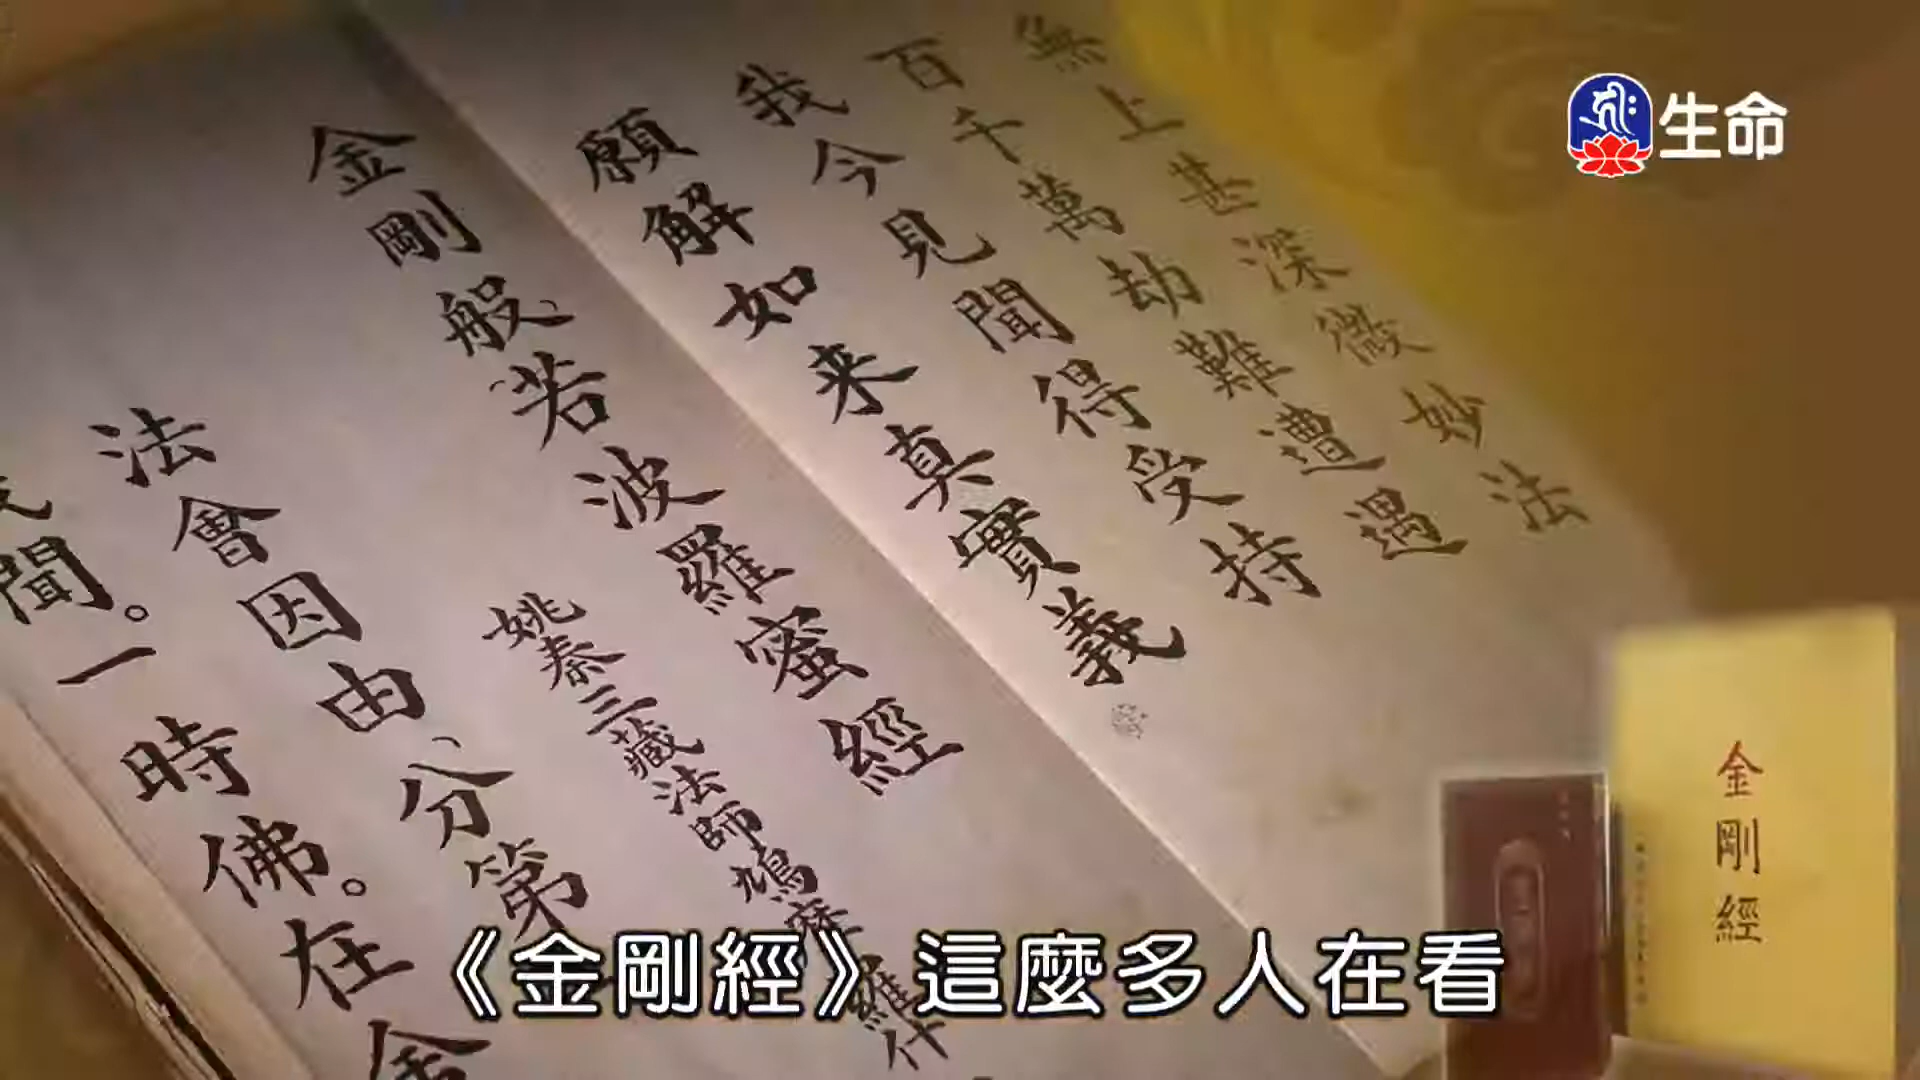 無上甚深微妙法
百千萬劫難遭遇
我今見聞得受持
願解如来真實義
金剛般若波羅蜜經
姚秦三藏法師鳩摩羅什
法會因由分第
聞。一時佛。在
金
生命
金剛經
《金剛經》這麼多人在看